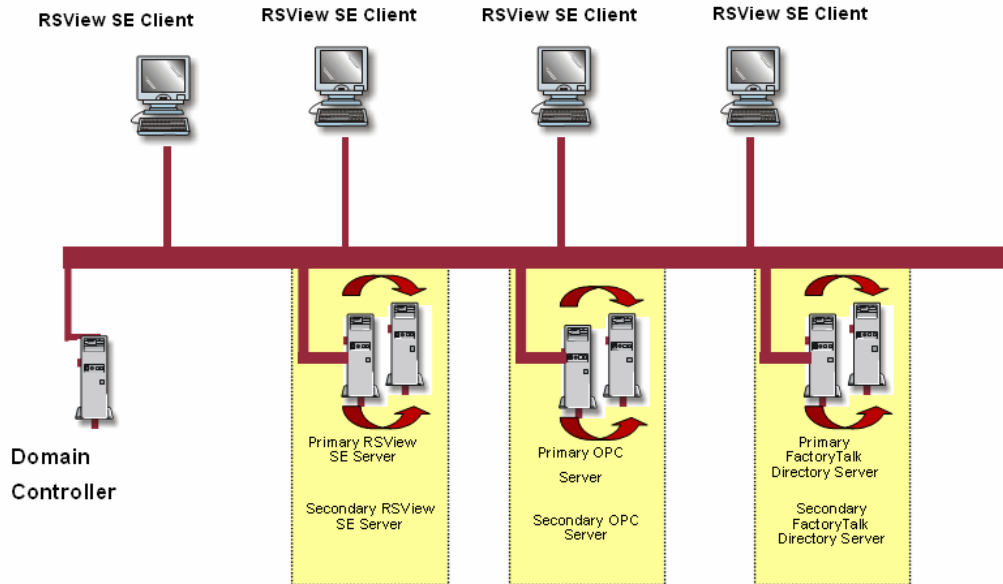 RSView SE Client
RSView SE Client
RSView SE Client
RSView SE Client
Domain
Controller
Primary RSView
SE Server
Secondary RSView
SE Server
Primary OPC
Server
Secondary OPC
Server
Primary
FactoryTalk
Directory Server
Secondary
FactoryTalk
Directory Server